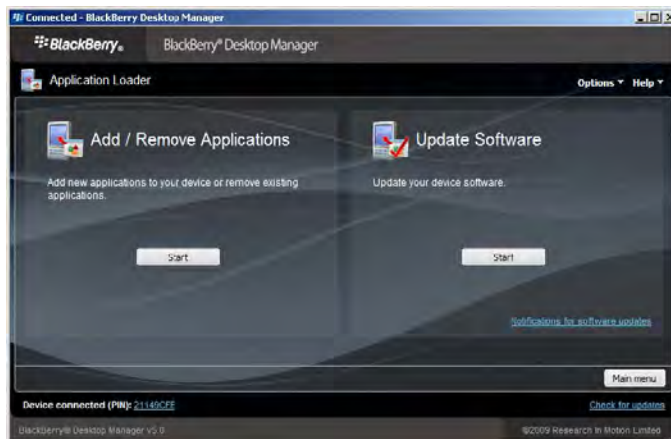 Connected - BlackBerry Desktop Manager
BlackBerry® BlackBerry® Desktop Manager
Application Loader Options Help
Add / Remove Applications
Add new applications to your device or remove existing
applications.
Start
Update Software
Update your device software.
Start
Notifications for software updates
Main menu
Device connected (PIN): 21149CFE Check for updates
BlackBerry® Desktop Manager v5.0 ©2009 Research In Motion Limited